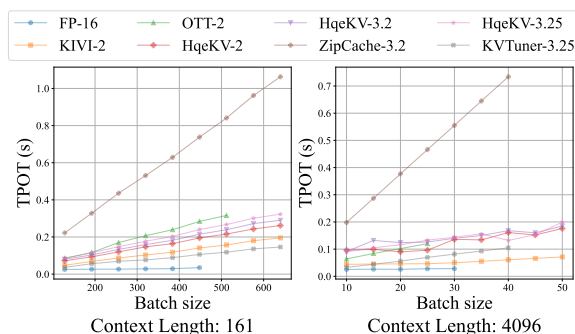 FP-16 OTT-2 HqeKV-3.2 HqeKV-3.25
KIVI-2 HqeKV-2 ZipCache-3.2 KVTuner-3.25
TPOT (s)
1.0
0.8
0.6
0.4
0.2
0.0
200 300 400 500 600
Batch size
Context Length: 161
TPOT (s)
0.7
0.6
0.5
0.4
0.3
0.2
0.1
0.0
10 20 30 40 50
Batch size
Context Length: 4096